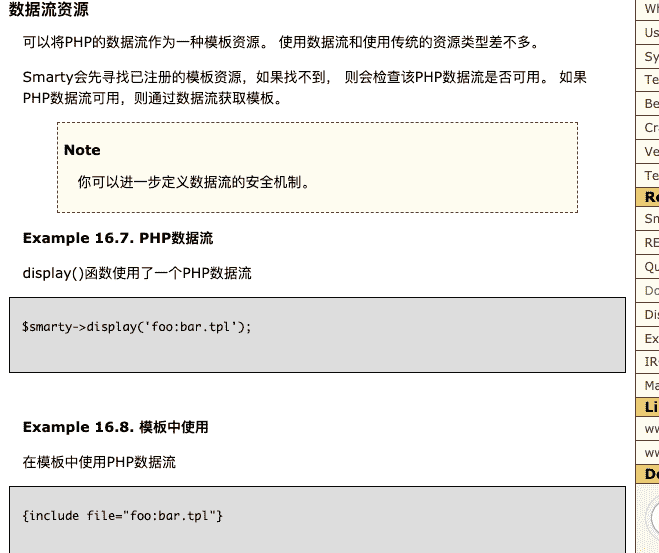 数据流资源
可以将PHP的数据流作为一种模板资源。 使用数据流和使用传统的资源类型差不多。
Smarty会先寻找已注册的模板资源，如果找不到， 则会检查该PHP数据流是否可用。 如果
PHP数据流可用，则通过数据流获取模板。
Note
你可以进一步定义数据流的安全机制。
Example 16.7. PHP数据流
display()函数使用了一个PHP数据流
$smarty->display('foo:bar.tpl');
Example 16.8. 模板中使用
在模板中使用PHP数据流
{include file="foo:bar.tpl"}
Wh
Us
Sy
Te
Be
Cra
Ve
Te
Re
Sn
RE
Qu
Do
Dis
Ex
IR
Ma
Li
ww
ww
De